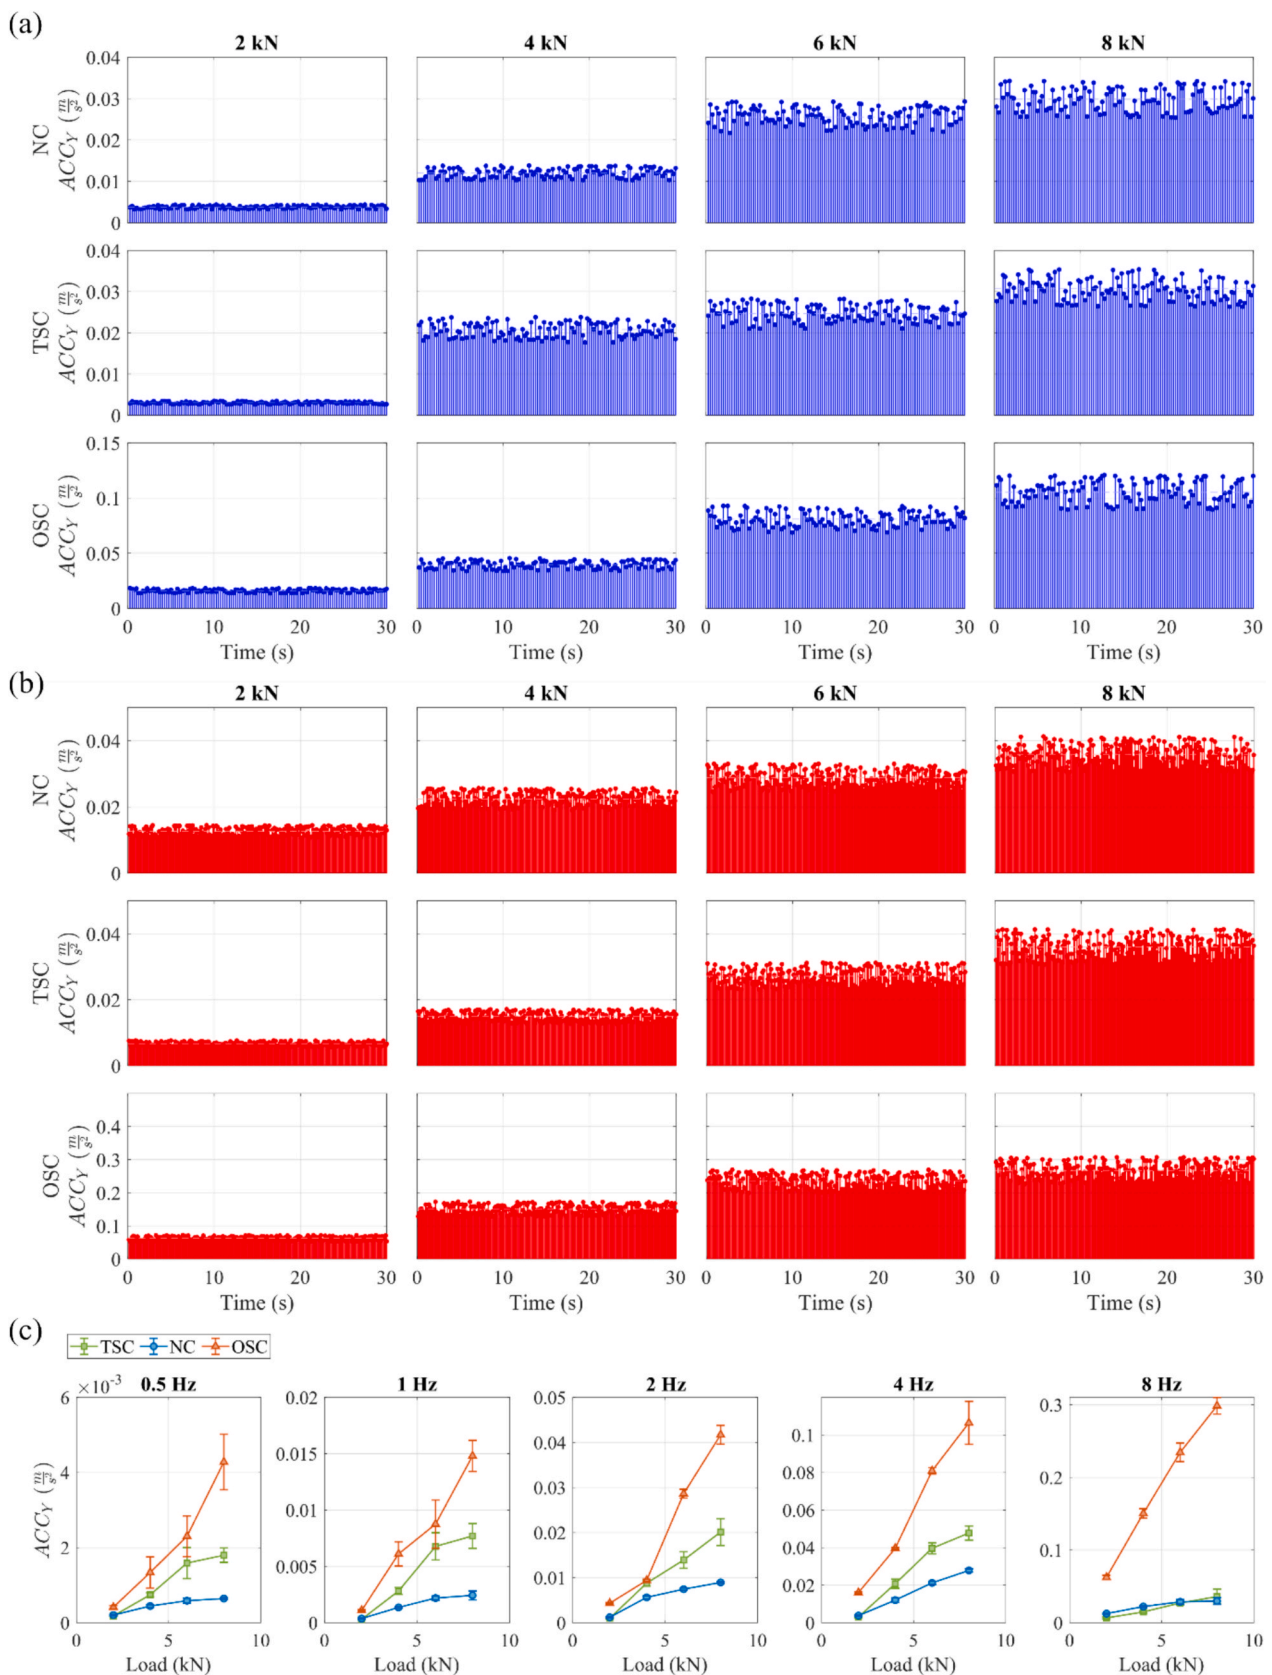 (a)
2 kN 4 kN 6 kN 8 kN
NC
ACC_Y (m/s²)
0.04
0.03
0.02
0.01
0
TSC
ACC_Y (m/s²)
0.04
0.03
0.02
0.01
0
OSC
ACC_Y (m/s²)
0.15
0.1
0.05
0
0 10 20 30 0 10 20 30 0 10 20 30 0 10 20 30
Time (s) Time (s) Time (s) Time (s)
(b)
2 kN 4 kN 6 kN 8 kN
NC
ACC_Y (m/s²)
0.04
0.02
0
TSC
ACC_Y (m/s²)
0.04
0.02
0
OSC
ACC_Y (m/s²)
0.4
0.3
0.2
0.1
0
0 10 20 30 0 10 20 30 0 10 20 30 0 10 20 30
Time (s) Time (s) Time (s) Time (s)
(c)
TSC NC OSC
×10⁻³ 0.5 Hz 1 Hz 2 Hz 4 Hz 8 Hz
ACC_Y (m/s²)
6
4
2
0
0.02
0.015
0.01
0.005
0
0.05
0.04
0.03
0.02
0.01
0
0.1
0.08
0.06
0.04
0.02
0
0.3
0.2
0.1
0
0 5 10 0 5 10 0 5 10 0 5 10 0 5 10
Load (kN) Load (kN) Load (kN) Load (kN) Load (kN)